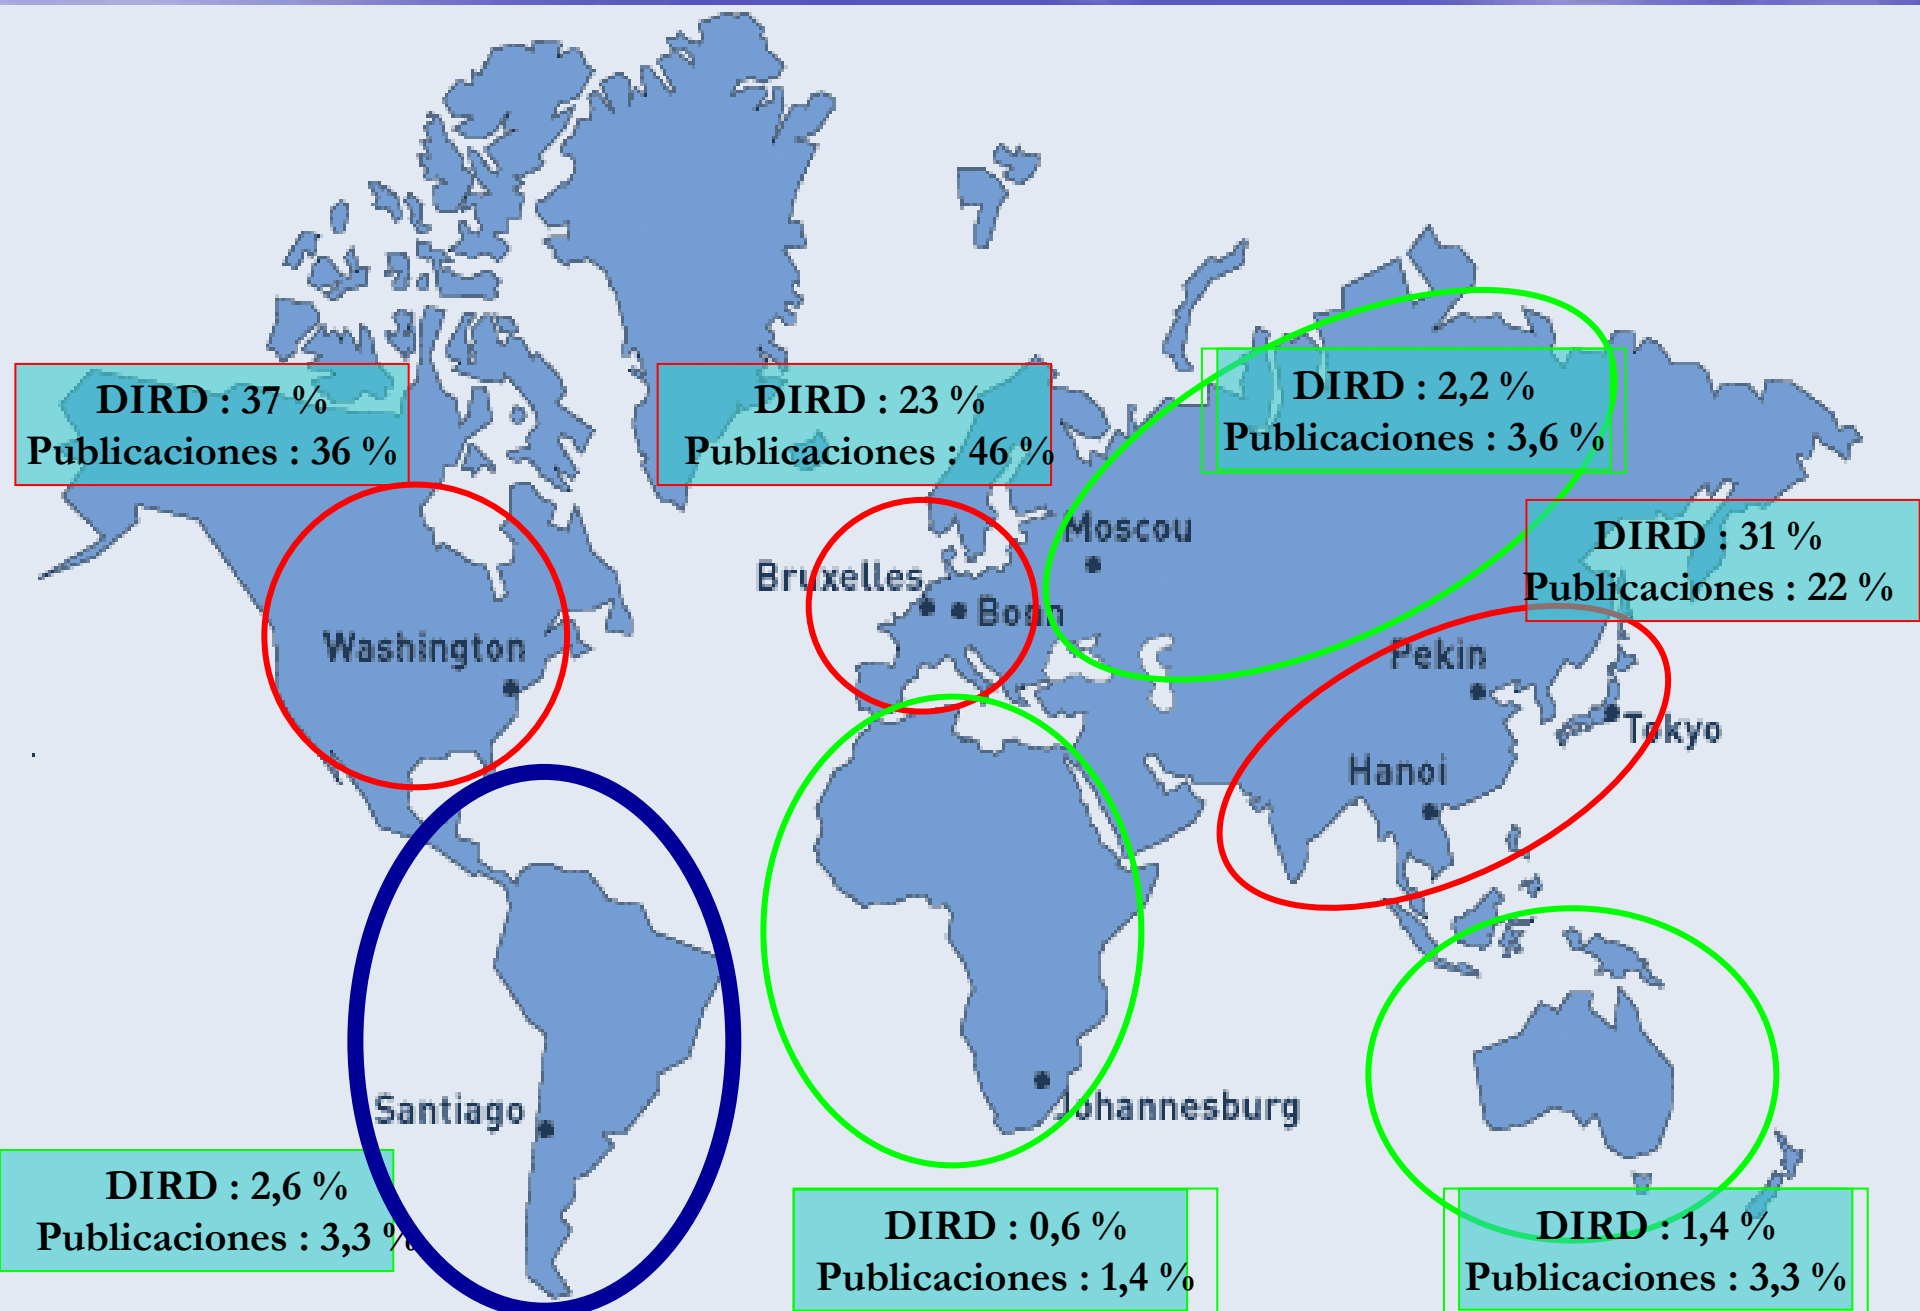 DIRD : 37 %
Publicaciones : 36 %
DIRD : 23 %
Publicaciones : 46 %
DIRD : 2,2 %
Publicaciones : 3,6 %
DIRD : 31 %
Publicaciones : 22 %
Moscou
Bruxelles
Bonn
Washington
Pekin
Tokyo
Hanoi
Santiago
Johannesburg
DIRD : 2,6 %
Publicaciones : 3,3 %
DIRD : 0,6 %
Publicaciones : 1,4 %
DIRD : 1,4 %
Publicaciones : 3,3 %